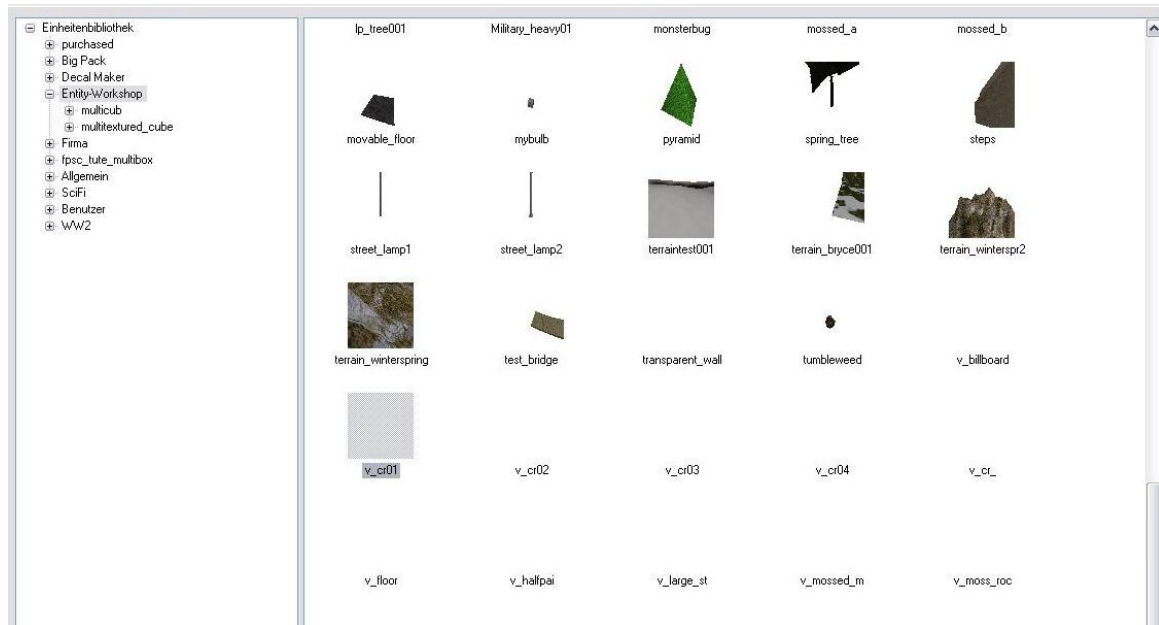 Einheitenbibliothek
purchased
Big Pack
Decal Maker
Entity-Workshop
multicub
multitextured_cube
Firma
fpsc_tute_multibox
Allgemein
SciFi
Benutzer
WW2
lp_tree001 Military_heavy01 monsterbug mossed_a mossed_b
movable_floor mybulb pyramid spring_tree steps
street_lamp1 street_lamp2 terraintest001 terrain_bryce001 terrain_winterspr2
terrain_winterspring test_bridge transparent_wall tumbleweed v_billboard
v_cr01 v_cr02 v_cr03 v_cr04 v_cr_
v_floor v_halfpai v_large_st v_mossed_m v_moss_roc